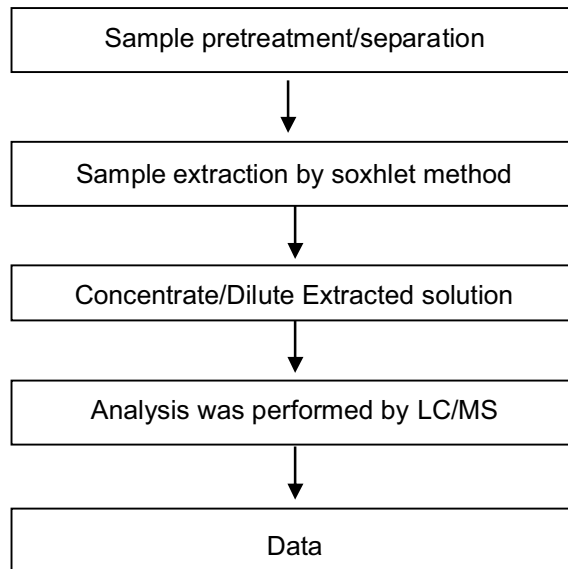 Sample pretreatment/separation
Sample extraction by soxhlet method
Concentrate/Dilute Extracted solution
Analysis was performed by LC/MS
Data